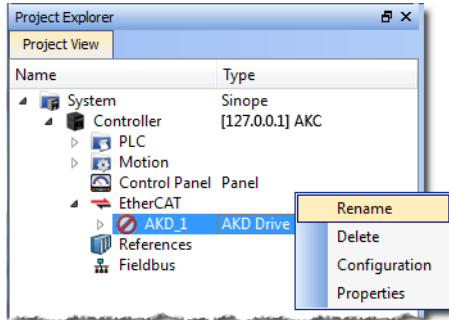 Project Explorer
Project View
Name Type
System Sinope
Controller [127.0.0.1] AKC
PLC
Motion
Control Panel Panel
EtherCAT
AKD_1 AKD Drive
References
Fieldbus
Rename
Delete
Configuration
Properties